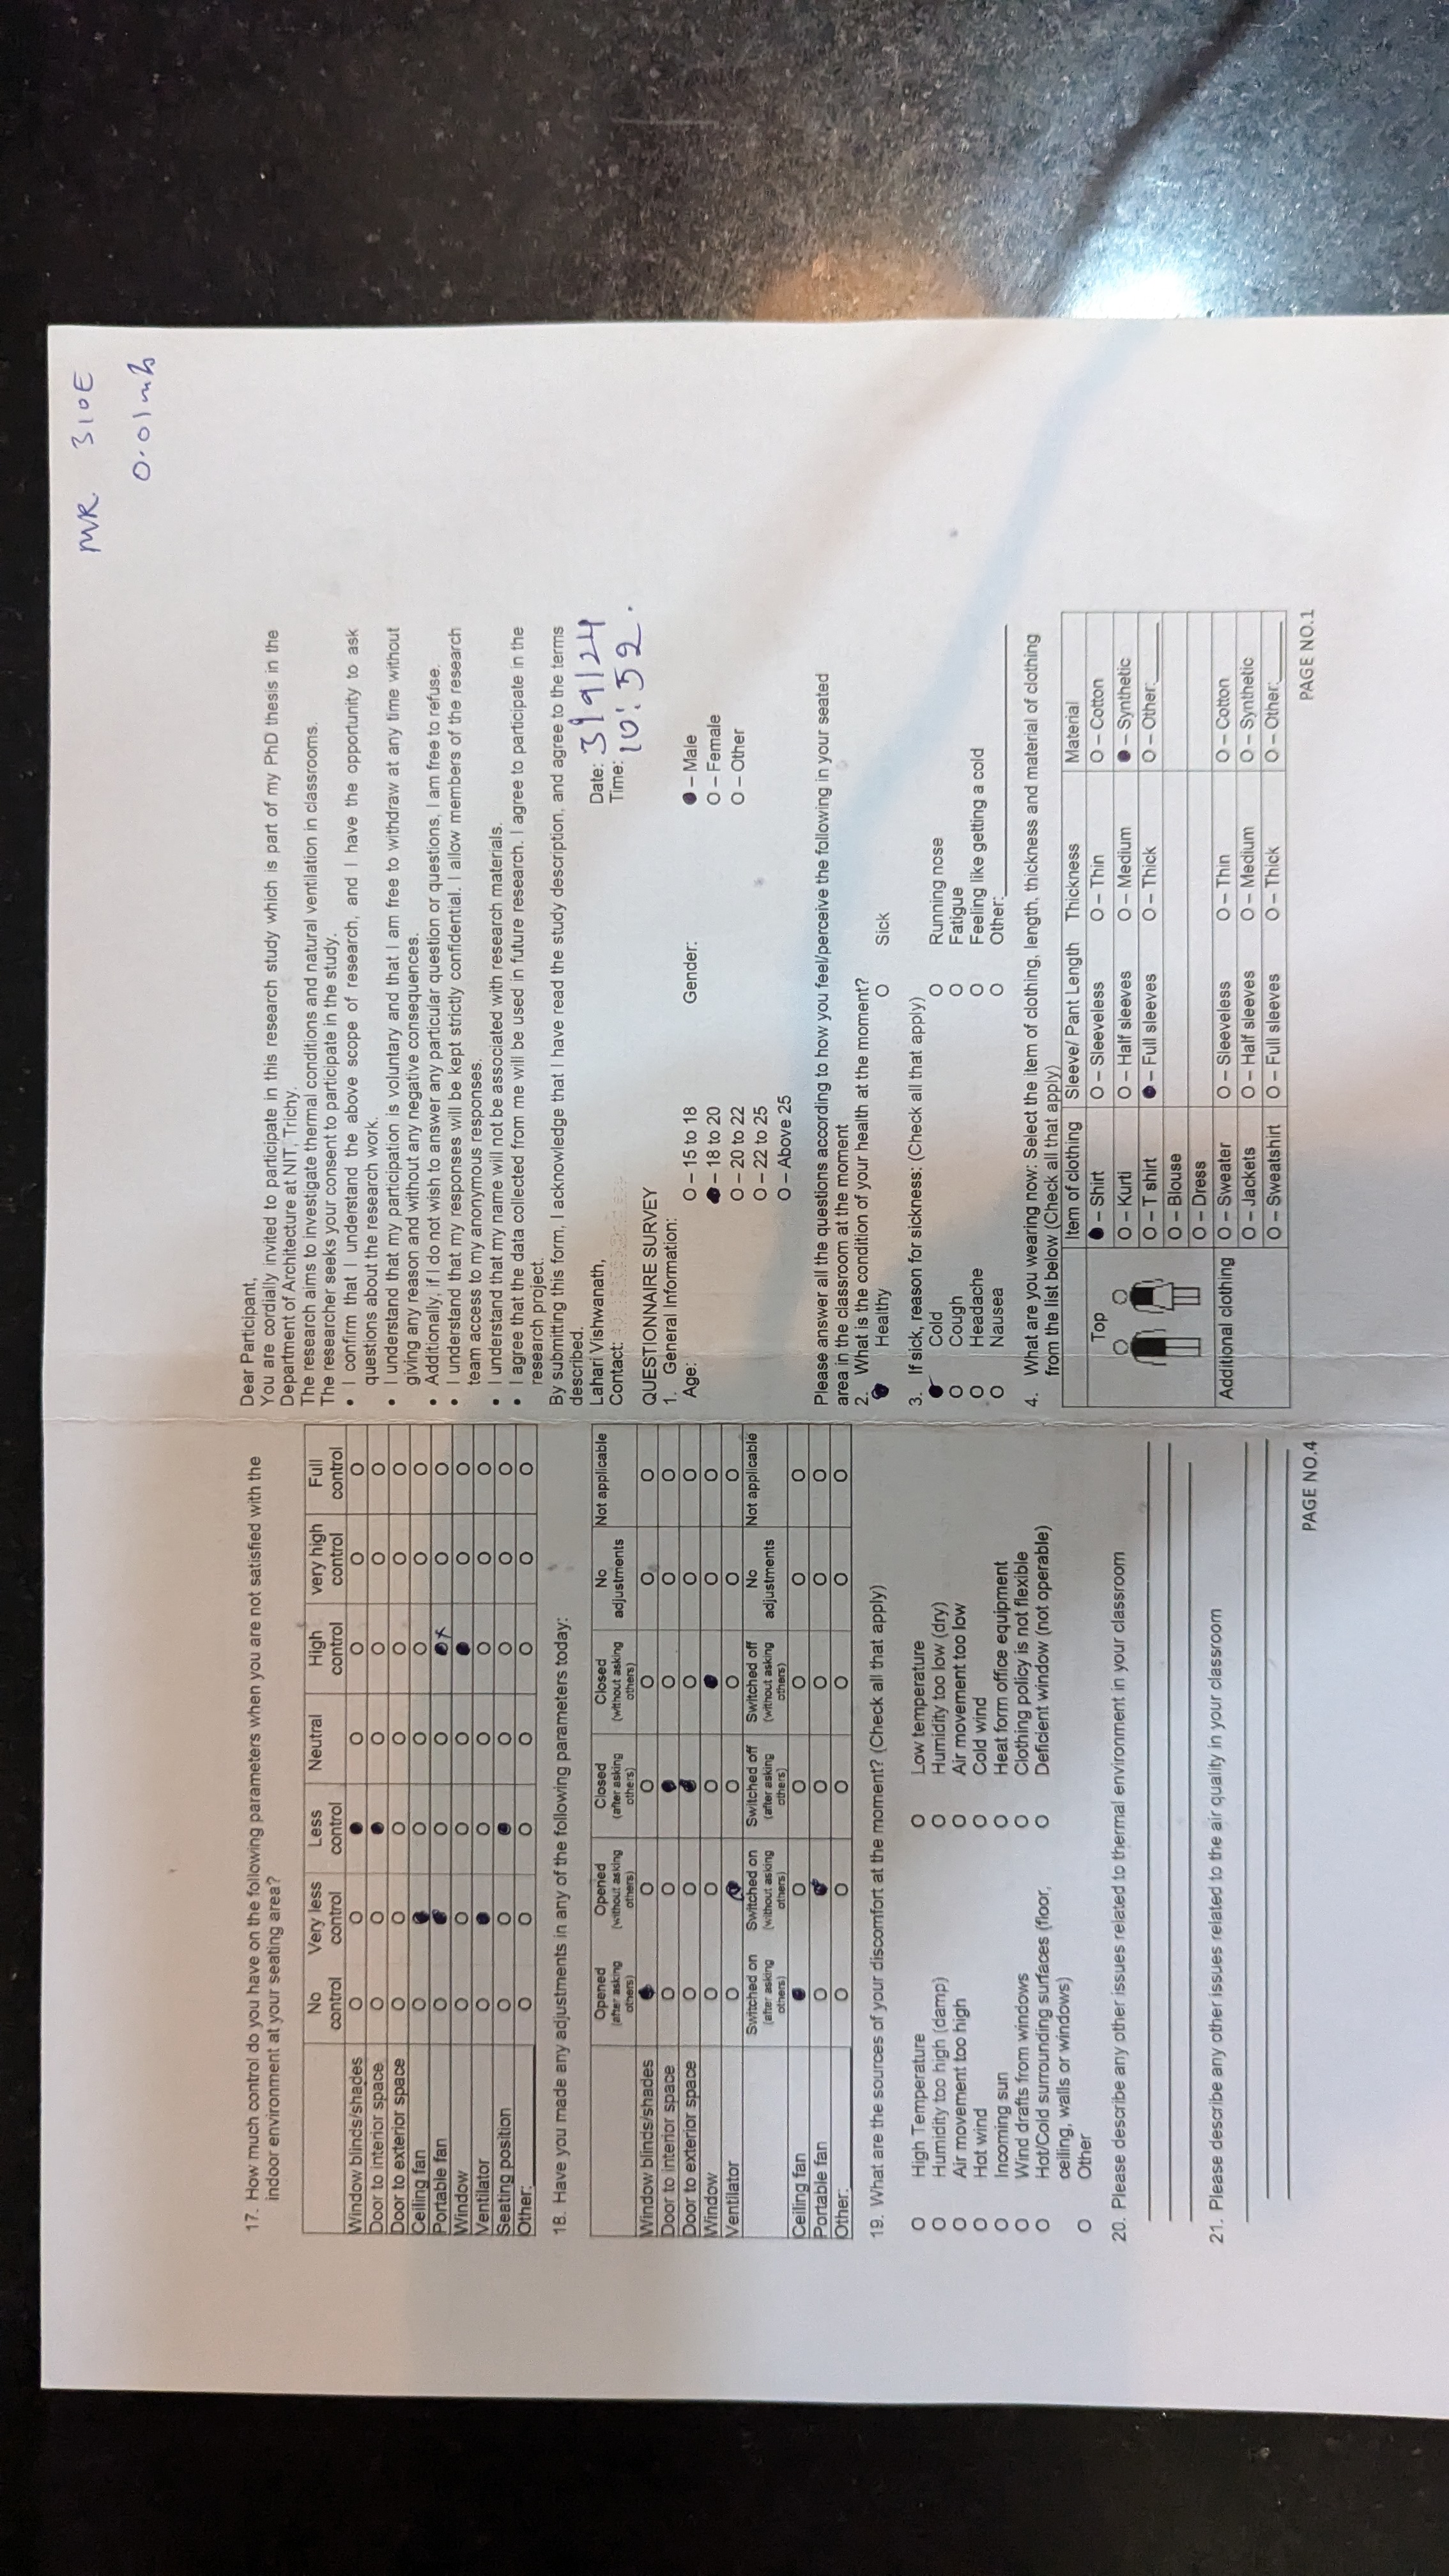 MR 310E
0.01 m/s
17. How much control do you have on the following parameters when you are not satisfied with the
indoor environment at your seating area?
No control Very less control Less control Neutral High control very high control Full control
Window blinds/shades O O ● O O O O
Door to interior space O O ● O O O O
Door to exterior space O O O O O O O
Ceiling fan O ● O O O O O
Portable fan O ● O O ● x O O
Window O O O O ● O O
Ventilator O ● O O O O O
Seating position O O ● O O O O
Other: O O O O O O O
18. Have you made any adjustments in any of the following parameters today:
Opened (after asking others) Opened (without asking others) Closed (after asking others) Closed (without asking others) No adjustments Not applicable
Window blinds/shades ● O O O O O
Door to interior space O O ● O O O
Door to exterior space O O ● O O O
Window O O O ● O O
Ventilator O ● O O O O
Switched on (after asking others) Switched on (without asking others) Switched off (after asking others) Switched off (without asking others) No adjustments Not applicable
Ceiling fan ● O O O O O
Portable fan O ● O O O O
Other: O O O O O O
19. What are the sources of your discomfort at the moment? (Check all that apply)
O High Temperature O Low temperature
O Humidity too high (damp) O Humidity too low (dry)
O Air movement too high O Air movement too low
O Hot wind O Cold wind
O Incoming sun O Heat form office equipment
O Wind drafts from windows O Clothing policy is not flexible
O Hot/Cold surrounding surfaces (floor, O Deficient window (not operable)
ceiling, walls or windows)
O Other
20. Please describe any other issues related to thermal environment in your classroom
21. Please describe any other issues related to the air quality in your classroom
PAGE NO.4
Dear Participant,
You are cordially invited to participate in this research study which is part of my PhD thesis in the
Department of Architecture at NIT, Trichy.
The research aims to investigate thermal conditions and natural ventilation in classrooms.
The researcher seeks your consent to participate in the study.
• I confirm that I understand the above scope of research, and I have the opportunity to ask
questions about the research work.
• I understand that my participation is voluntary and that I am free to withdraw at any time without
giving any reason and without any negative consequences.
• Additionally, if I do not wish to answer any particular question or questions, I am free to refuse.
• I understand that my responses will be kept strictly confidential. I allow members of the research
team access to my anonymous responses.
• I understand that my name will not be associated with research materials.
• I agree that the data collected from me will be used in future research. I agree to participate in the
research project.
By submitting this form, I acknowledge that I have read the study description, and agree to the terms
described.
Lahari Vishwanath, Date: 3/9/24
Contact: Time: 10:52.
QUESTIONNAIRE SURVEY
1. General Information:
Age: O – 15 to 18 Gender: ● – Male
● – 18 to 20 O – Female
O – 20 to 22 O – Other
O – 22 to 25
O – Above 25
Please answer all the questions according to how you feel/perceive the following in your seated
area in the classroom at the moment
2. What is the condition of your health at the moment?
● Healthy O Sick
3. If sick, reason for sickness: (Check all that apply)
● Cold O Running nose
O Cough O Fatigue
O Headache O Feeling like getting a cold
O Nausea O Other:
4. What are you wearing now: Select the item of clothing, length, thickness and material of clothing
from the list below (Check all that apply)
Item of clothing Sleeve/ Pant Length Thickness Material
Top ● – Shirt O – Sleeveless O – Thin O – Cotton
O O O – Kurti O – Half sleeves O – Medium ● – Synthetic
O – T shirt ● – Full sleeves O – Thick O – Other:
O – Blouse
O – Dress
Additional clothing O – Sweater O – Sleeveless O – Thin O – Cotton
O – Jackets O – Half sleeves O – Medium O – Synthetic
O – Sweatshirt O – Full sleeves O – Thick O – Other:
PAGE NO.1